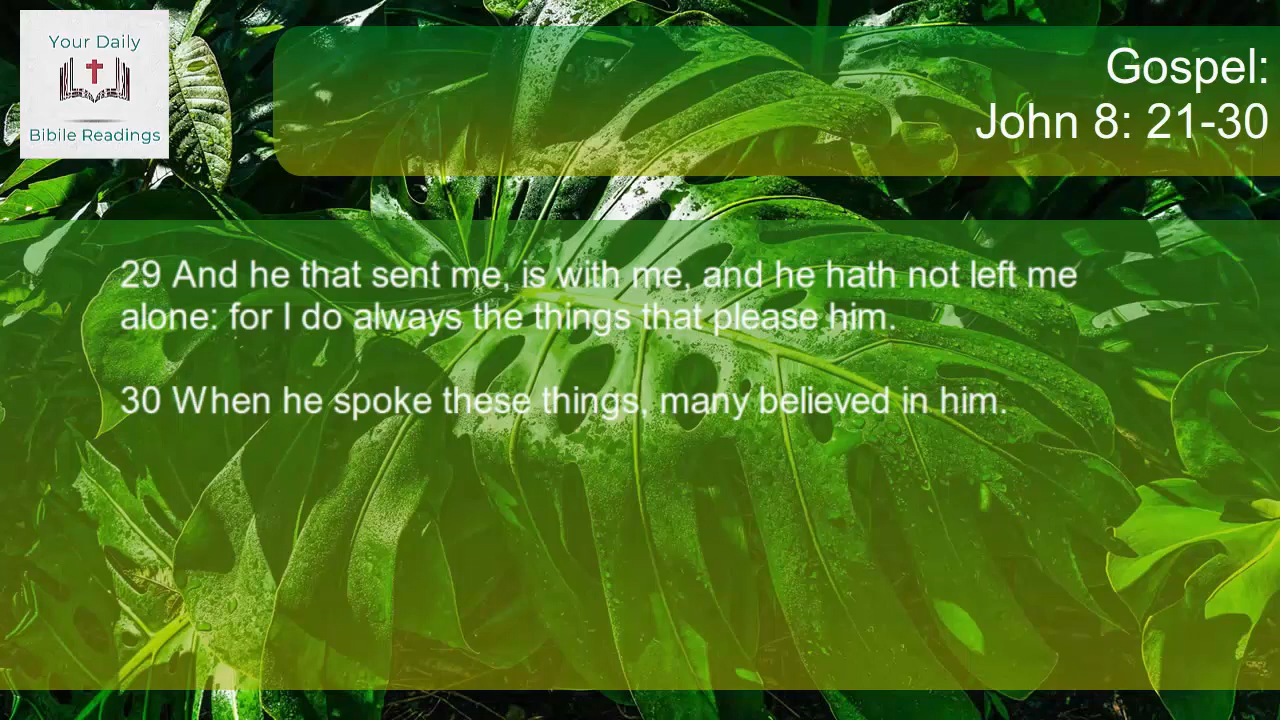 Your Daily
Bibile Readings
Gospel:
John 8: 21-30
29 And he that sent me, is with me, and he hath not left me
alone: for I do always the things that please him.
30 When he spoke these things, many believed in him.